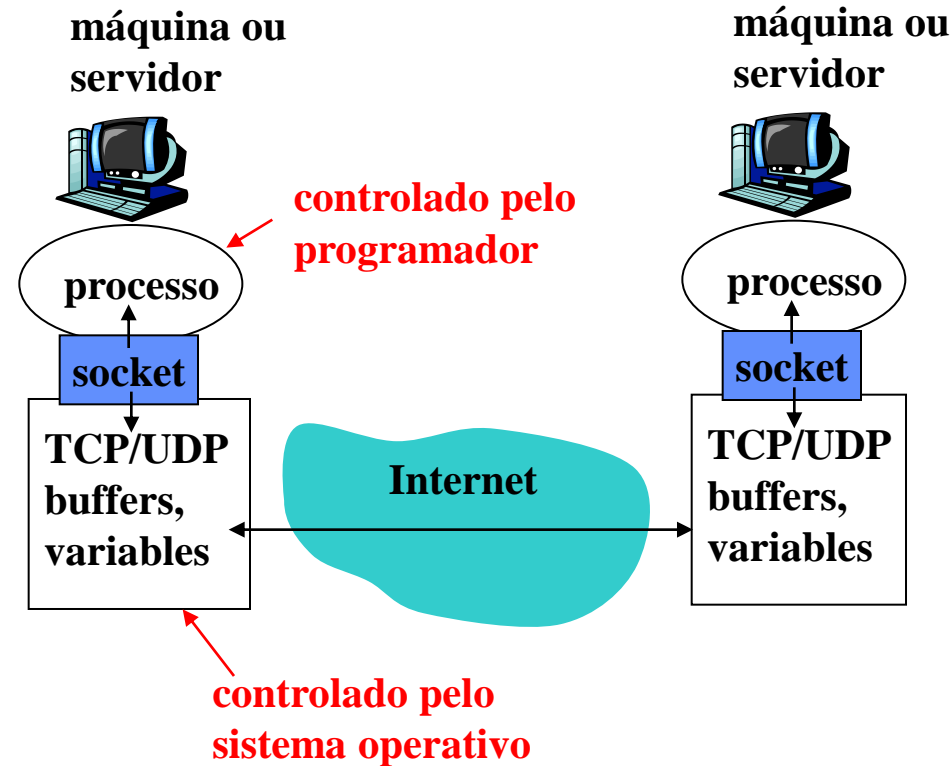 máquina ou
servidor
máquina ou
servidor
controlado pelo
programador
processo
processo
socket
socket
TCP/UDP
buffers,
variables
Internet
TCP/UDP
buffers,
variables
controlado pelo
sistema operativo